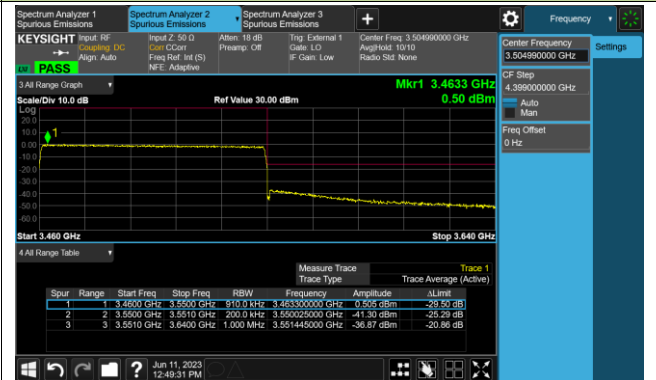 Spectrum Analyzer 1
Spurious Emissions
Spectrum Analyzer 2
Spurious Emissions
Spectrum Analyzer 3
Spurious Emissions
+
Frequency
KEYSIGHT
Input: RF
Coupling: DC
Align: Auto
Input Z: 50 Ω
Corr CCorr
Freq Ref: Int (S)
NFE: Adaptive
Atten: 18 dB
Preamp: Off
Trig: External 1
Gate: LO
IF Gain: Low
Center Freq: 3.504990000 GHz
Avg|Hold: 10/10
Radio Std: None
PASS
Center Frequency
3.504990000 GHz
Settings
CF Step
4.399000000 GHz
Auto
Man
Freq Offset
0 Hz
3 All Range Graph
Mkr1 3.4633 GHz
Scale/Div 10.0 dB
Ref Value 30.00 dBm
0.50 dBm
Log
20.0
10.0
0.00
-10.0
-20.0
-30.0
-40.0
-50.0
-60.0
1
Start 3.460 GHz
Stop 3.640 GHz
4 All Range Table
Measure Trace Trace 1
Trace Type Trace Average (Active)
Spur Range Start Freq Stop Freq RBW Frequency Amplitude ΔLimit
1 1 3.4600 GHz 3.5500 GHz 910.0 kHz 3.463300000 GHz 0.505 dBm -29.50 dB
2 2 3.5500 GHz 3.5510 GHz 200.0 kHz 3.550025000 GHz -41.30 dBm -25.29 dB
3 3 3.5510 GHz 3.6400 GHz 1.000 MHz 3.551445000 GHz -36.87 dBm -20.86 dB
?
Jun 11, 2023
12:49:31 PM